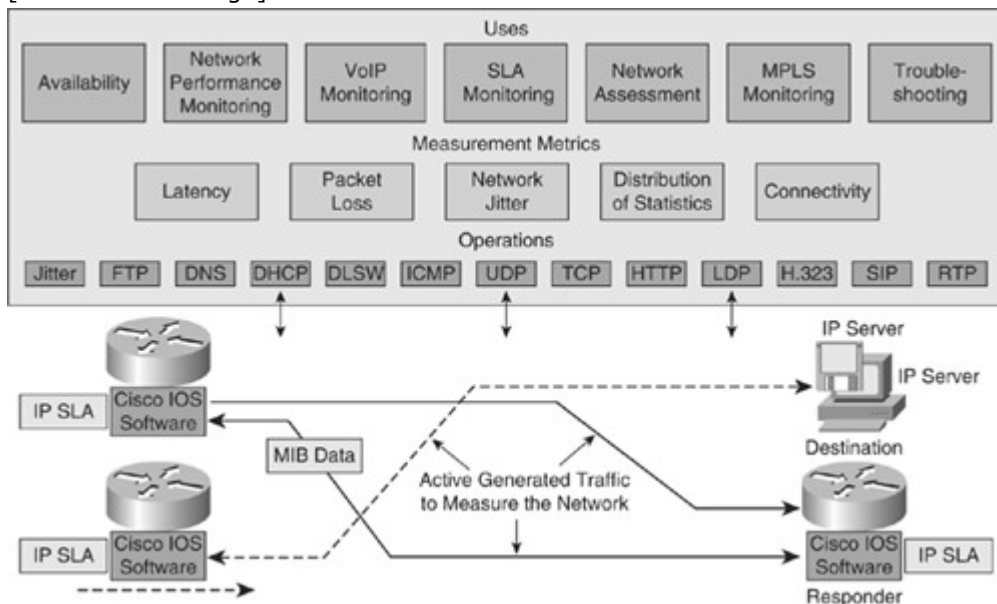 Uses
Availability
Network
Performance
Monitoring
VoIP
Monitoring
SLA
Monitoring
Network
Assessment
MPLS
Monitoring
Trouble-
shooting
Measurement Metrics
Latency
Packet
Loss
Network
Jitter
Distribution
of Statistics
Connectivity
Operations
Jitter
FTP
DNS
DHCP
DLSW
ICMP
UDP
TCP
HTTP
LDP
H.323
SIP
RTP
IP Server
IP Server
Destination
IP SLA
Cisco IOS
Software
MIB Data
Active Generated Traffic
to Measure the Network
IP SLA
Cisco IOS
Software
Cisco IOS
Software
IP SLA
Responder